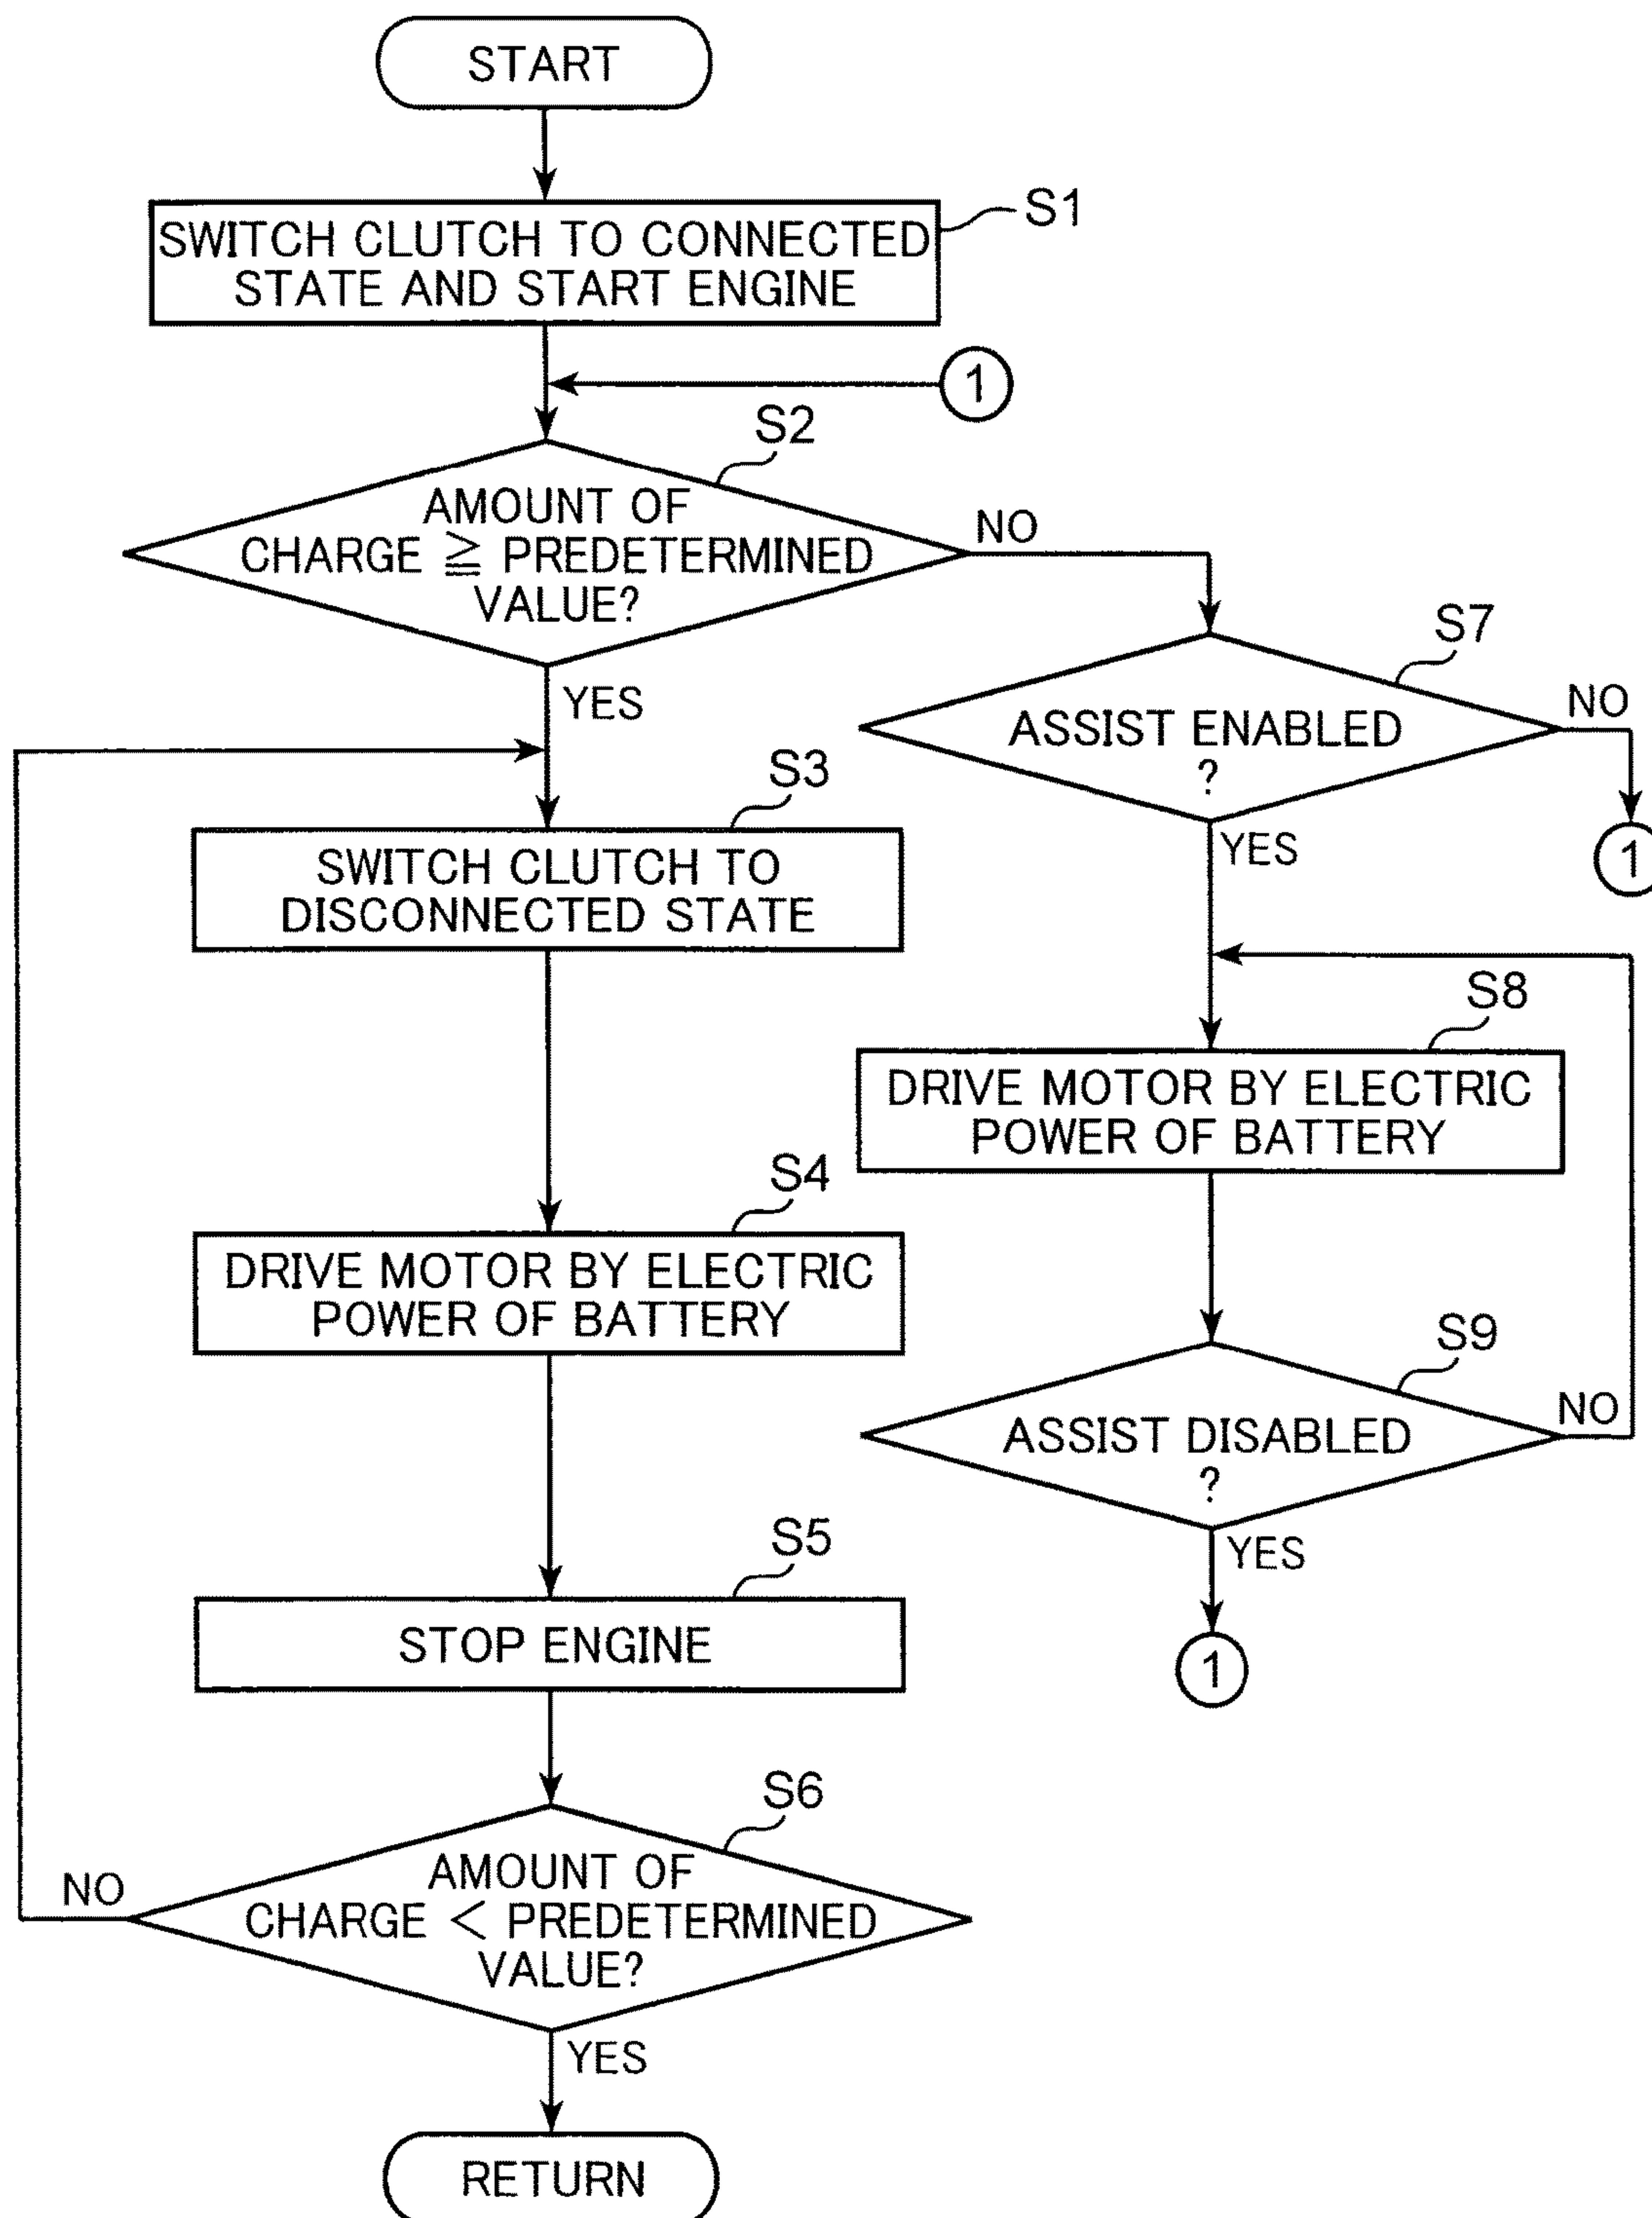 START
S1
SWITCH CLUTCH TO CONNECTED
STATE AND START ENGINE
1
S2
AMOUNT OF
CHARGE ≧ PREDETERMINED
VALUE?
NO
YES
S7
ASSIST ENABLED
?
NO
1
YES
S3
SWITCH CLUTCH TO
DISCONNECTED STATE
S8
DRIVE MOTOR BY ELECTRIC
POWER OF BATTERY
S4
DRIVE MOTOR BY ELECTRIC
POWER OF BATTERY
S9
ASSIST DISABLED
?
NO
YES
1
S5
STOP ENGINE
S6
AMOUNT OF
CHARGE < PREDETERMINED
VALUE?
NO
YES
RETURN